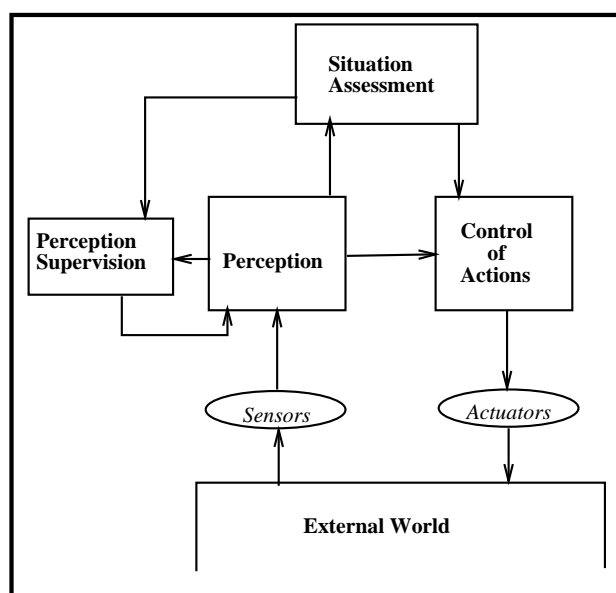 Situation
Assessment
Perception
Supervision
Perception
Control
of
Actions
Sensors
Actuators
External World